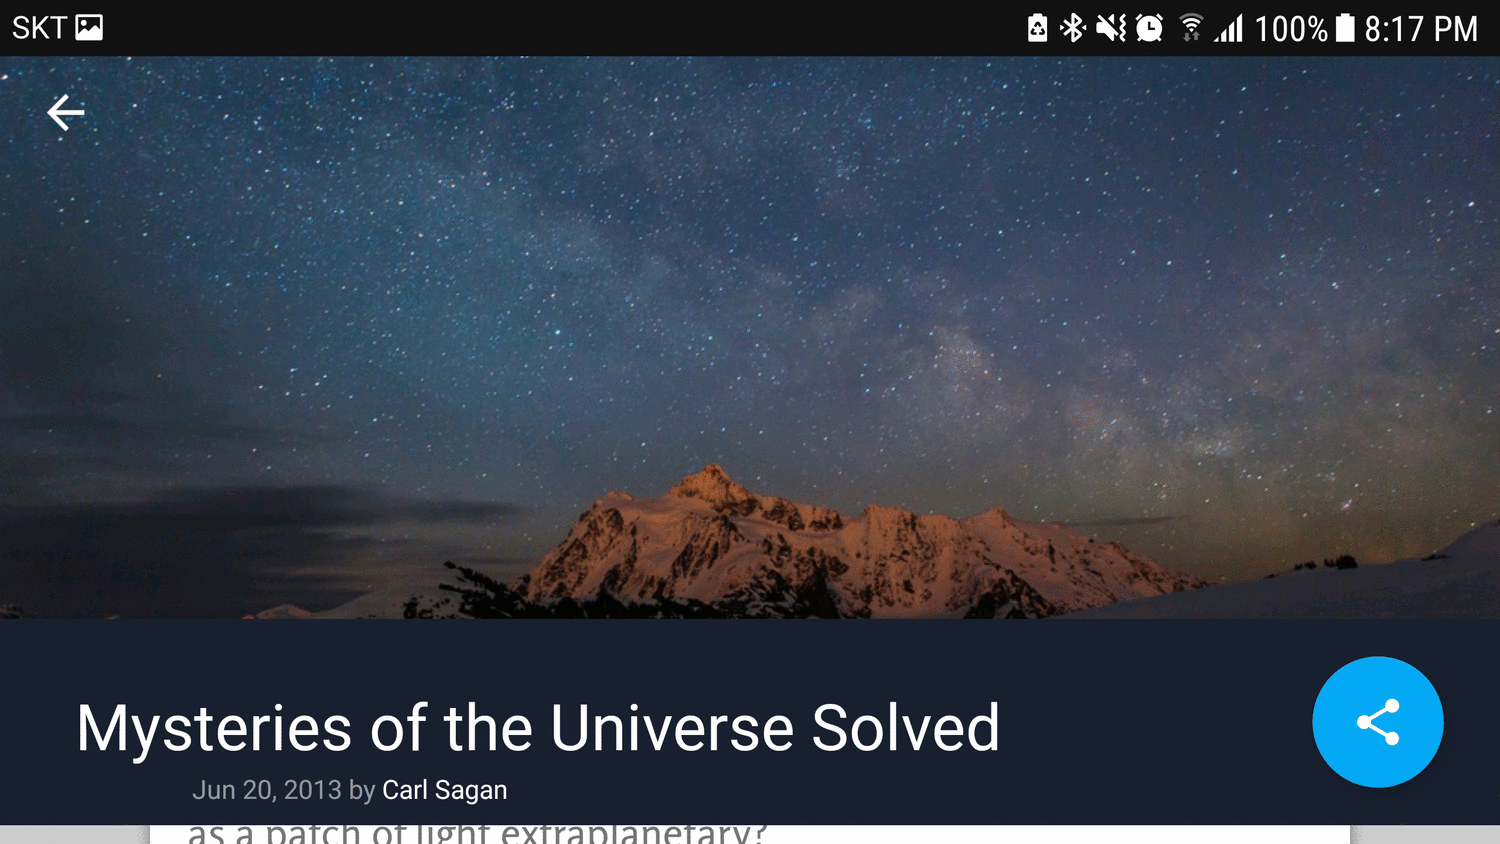 SKT 100% 8:17 PM
Mysteries of the Universe Solved
Jun 20, 2013 by Carl Sagan
as a patch of light extraplanetary?